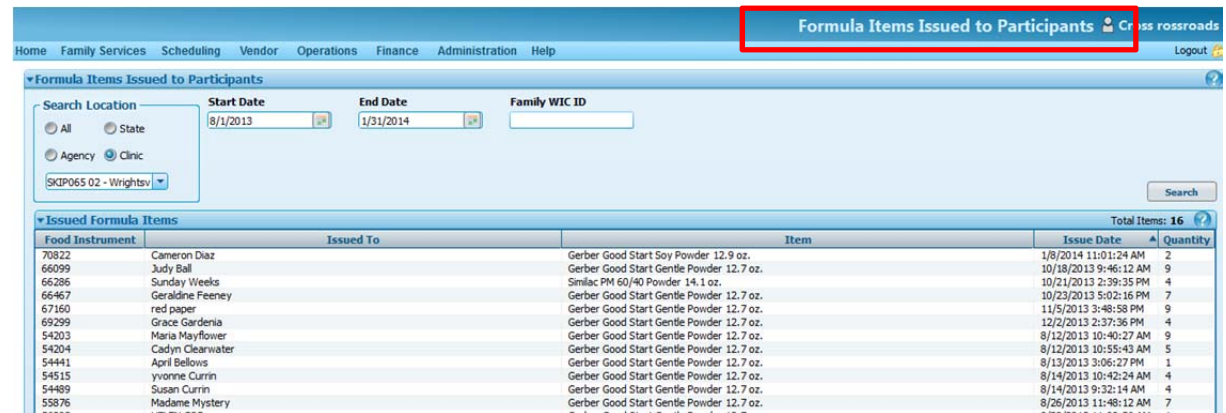 Formula Items Issued to Participants Cross rossroads
Home Family Services Scheduling Vendor Operations Finance Administration Help Logout
Formula Items Issued to Participants
Search Location Start Date End Date Family WIC ID
All State 8/1/2013 1/31/2014
Agency Clinic
SKIP065 02 - Wrightsv
Search
Issued Formula Items Total Items: 16
Food Instrument Issued To Item Issue Date Quantity
70822 Cameron Diaz Gerber Good Start Soy Powder 12.9 oz. 1/8/2014 11:01:24 AM 2
66099 Judy Ball Gerber Good Start Gentle Powder 12.7 oz. 10/18/2013 9:46:12 AM 9
66286 Sunday Weeks Similac PM 60/40 Powder 14.1 oz. 10/21/2013 2:39:35 PM 4
66467 Geraldine Feeney Gerber Good Start Gentle Powder 12.7 oz. 10/23/2013 5:02:16 PM 7
67160 red paper Gerber Good Start Gentle Powder 12.7 oz. 11/5/2013 3:48:58 PM 9
69299 Grace Gardenia Gerber Good Start Gentle Powder 12.7 oz. 12/2/2013 2:37:36 PM 4
54203 Maria Mayflower Gerber Good Start Gentle Powder 12.7 oz. 8/12/2013 10:40:27 AM 9
54204 Cadyn Clearwater Gerber Good Start Gentle Powder 12.7 oz. 8/12/2013 10:55:43 AM 5
54441 April Bellows Gerber Good Start Gentle Powder 12.7 oz. 8/13/2013 3:06:27 PM 1
54515 yvonne Currin Gerber Good Start Gentle Powder 12.7 oz. 8/14/2013 10:42:24 AM 4
54489 Susan Currin Gerber Good Start Gentle Powder 12.7 oz. 8/14/2013 9:32:14 AM 4
55876 Madame Mystery Gerber Good Start Gentle Powder 12.7 oz. 8/26/2013 11:48:12 AM 7